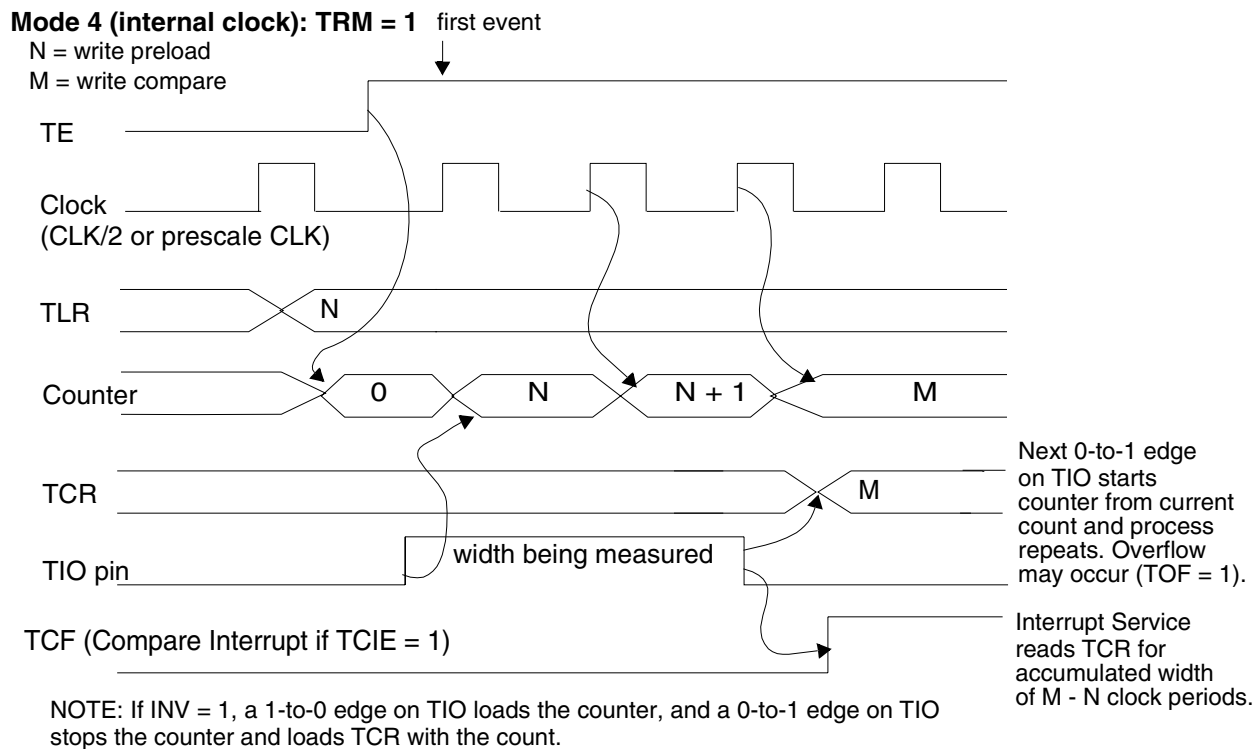 Mode 4 (internal clock): TRM = 1 first event
N = write preload
M = write compare
TE
Clock
(CLK/2 or prescale CLK)
TLR N
Counter 0 N N + 1 M
TCR M
Next 0-to-1 edge
on TIO starts
counter from current
count and process
repeats. Overflow
may occur (TOF = 1).
TIO pin width being measured
TCF (Compare Interrupt if TCIE = 1)
Interrupt Service
reads TCR for
accumulated width
of M - N clock periods.
NOTE: If INV = 1, a 1-to-0 edge on TIO loads the counter, and a 0-to-1 edge on TIO
stops the counter and loads TCR with the count.